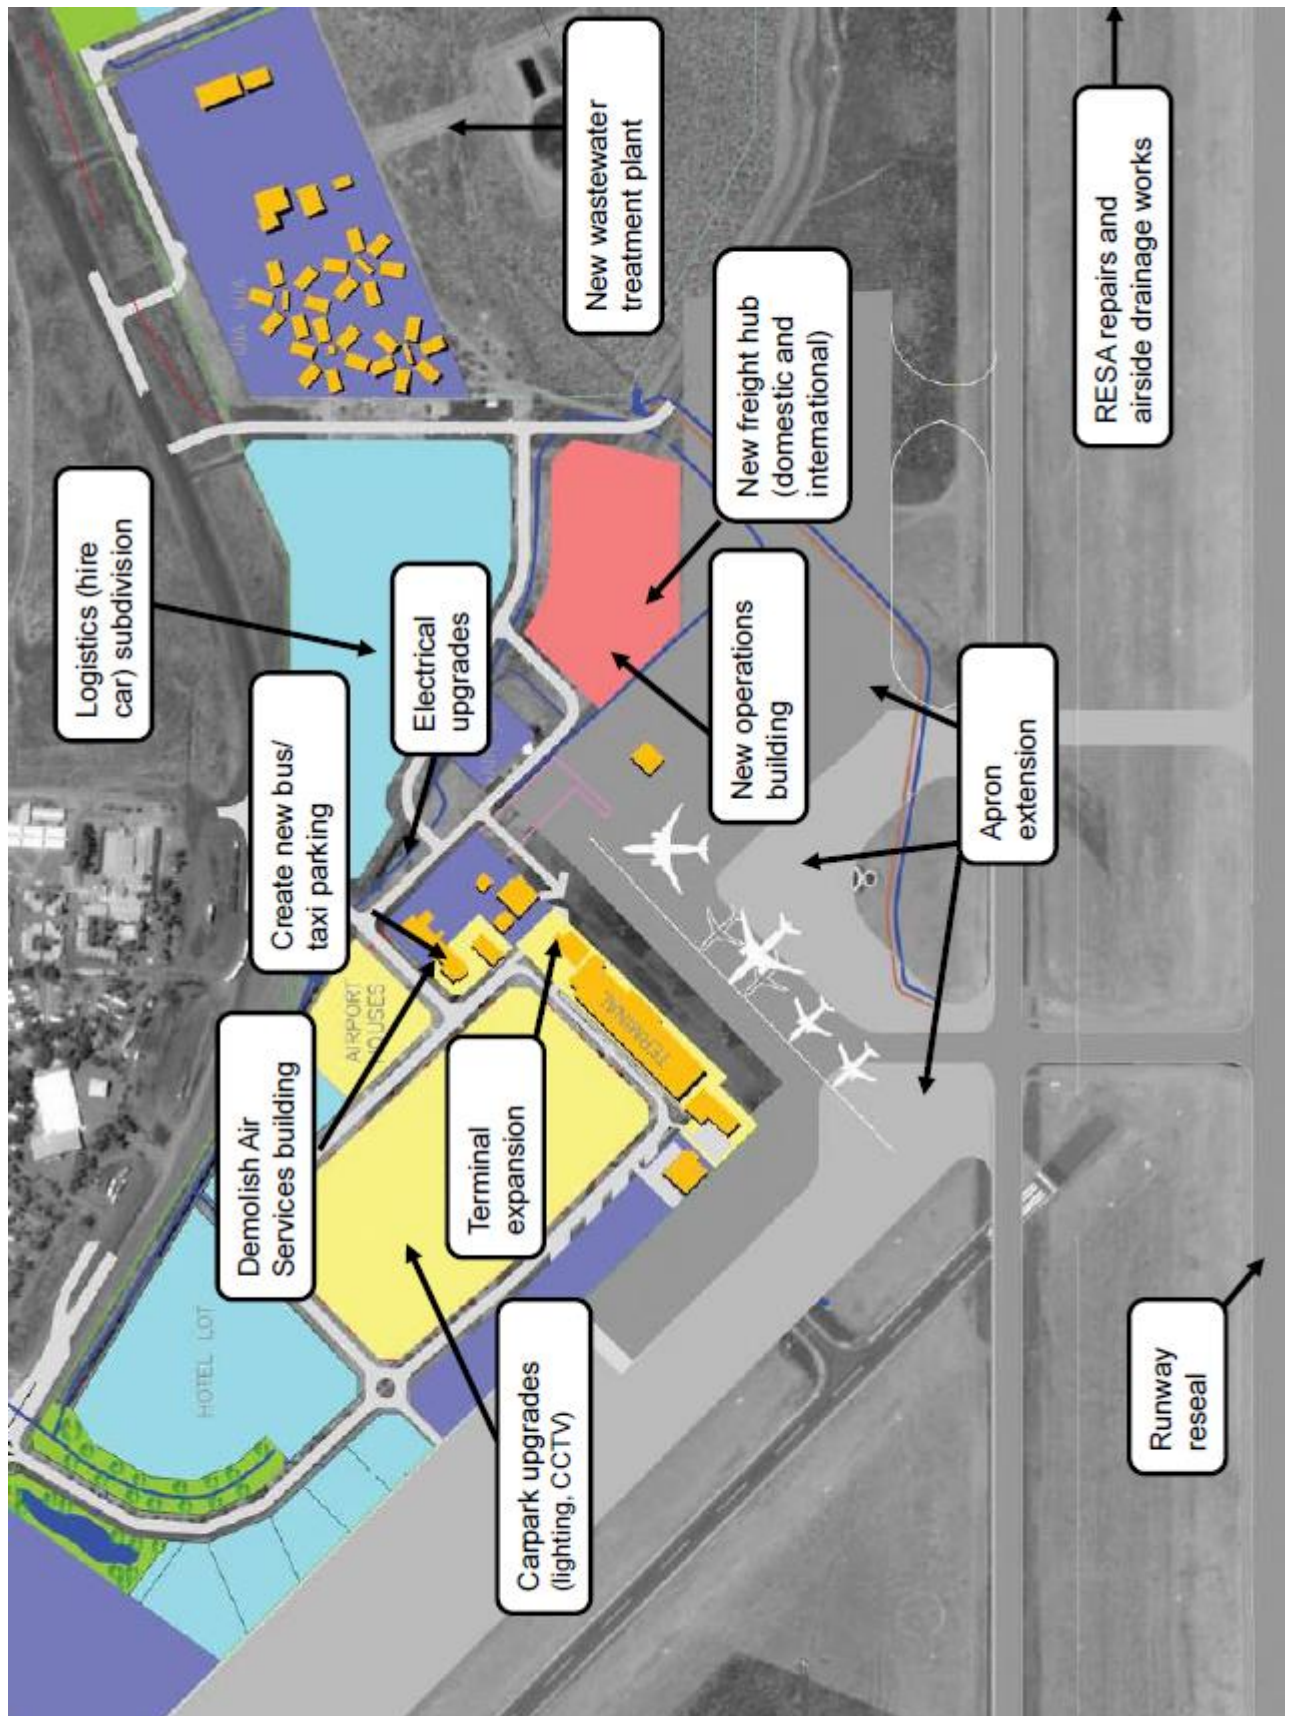 Logistics (hire
car) subdivision
HOTEL LOT
Demolish Air
Services building
Create new bus/
taxi parking
AIRPORT
HOUSES
Electrical
upgrades
Terminal
expansion
Carpark upgrades
(lighting, CCTV)
New wastewater
treatment plant
TERMINAL
New operations
building
New freight hub
(domestic and
international)
Apron
extension
RESA repairs and
airside drainage works
Runway
reseal